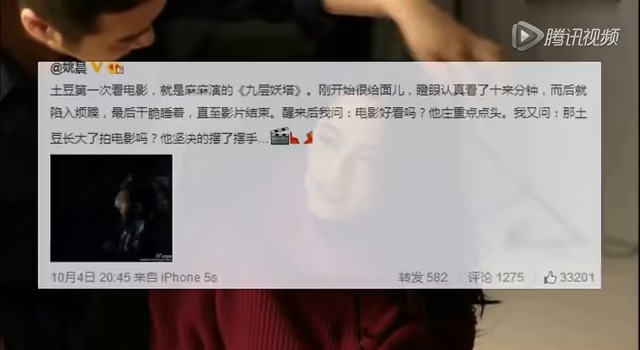 腾讯视频
@姚晨
土豆第一次看电影,就是麻麻演的《九层妖塔》。刚开始很给面儿,瞪眼认真看了十来分钟,而后就
陷入烦躁,最后干脆睡着,直至影片结束。醒来后我问:电影好看吗?他庄重点点头。我又问:那土
豆长大了拍电影吗?他坚决的摆了摆手...
10月4日 20:45 来自 iPhone 5s
转发 582 评论 1275 33201